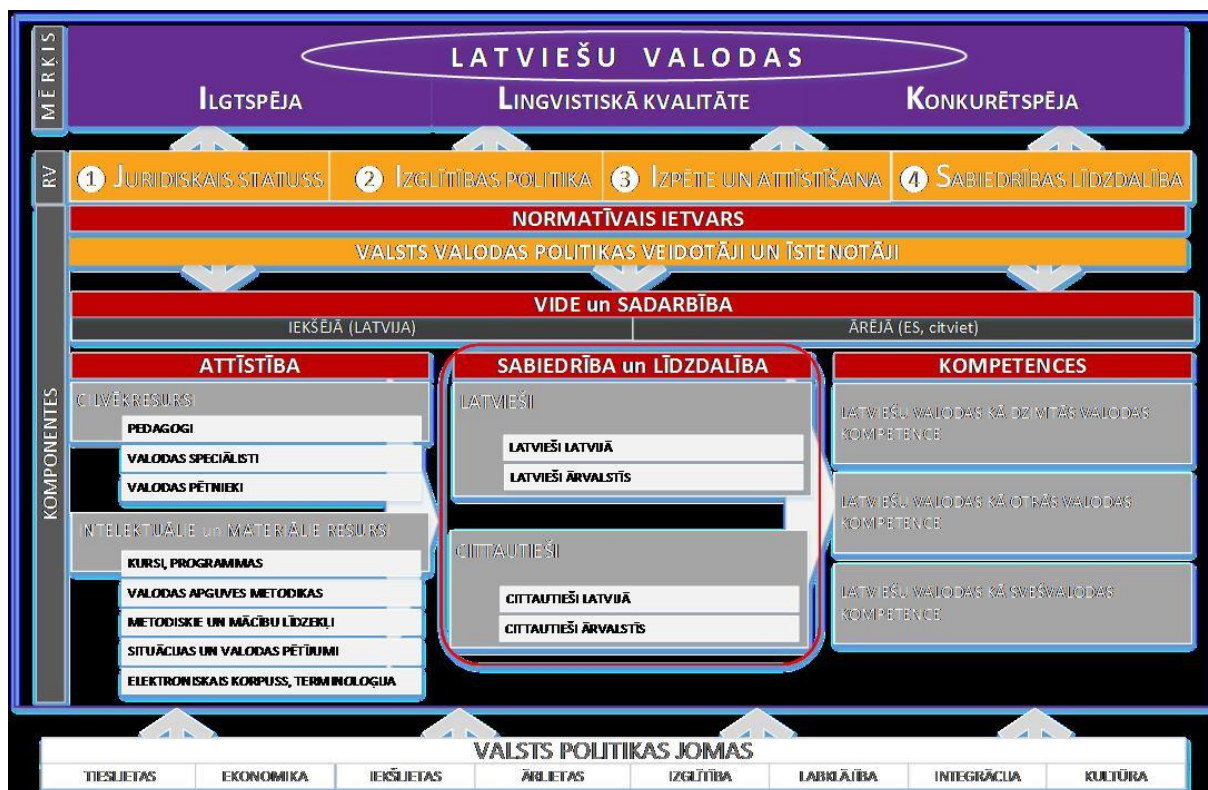 MĒRĶIS
LATVIEŠU VALODAS
ILGTSPĒJA
LINGVISTISKĀ KVALITĀTE
KONKURĒTSPĒJA
RV
1 JURIDISKAIS STATUSS
2 IZGLĪTĪBAS POLITIKA
3 IZPĒTE UN ATTĪSTĪŠANA
4 SABIEDRĪBAS LĪDZDALĪBA
KOMPONENTES
NORMATĪVAIS IETVARS
VALSTS VALODAS POLITIKAS VEIDOTĀJI UN ĪSTENOTĀJI
VIDE un SADARBĪBA
IEKŠĒJĀ (LATVIJA)
ĀRĒJĀ (ES, citviet)
ATTĪSTĪBA
CILVĒKRESURSI
PEDAGOGI
VALODAS SPECIĀLISTI
VALODAS PĒTNIEKI
INTELEKTUĀLIE un MATERIĀLIE RESURSI
KURSI, PROGRAMMAS
VALODAS APGUVES METODIKAS
METODISKIE UN MĀCĪBU LĪDZEKĻI
SITUĀCIJAS UN VALODAS PĒTĪJUMI
ELEKTRONISKAIS KORPUSS, TERMINOLOĢIJA
SABIEDRĪBA un LĪDZDALĪBA
LATVIEŠI
LATVIEŠI LATVIJĀ
LATVIEŠI ĀRVALSTĪS
CITTAUTIEŠI
CITTAUTIEŠI LATVIJĀ
CITTAUTIEŠI ĀRVALSTĪS
KOMPETENCES
LATVIEŠU VALODAS KĀ DZIMTĀS VALODAS
KOMPETENCE
LATVIEŠU VALODAS KĀ OTRĀS VALODAS
KOMPETENCE
LATVIEŠU VALODAS KĀ SVEŠVALODAS
KOMPETENCE
VALSTS POLITIKAS JOMAS
TIESLIETAS
EKONOMIKA
IEKŠLIETAS
ĀRLIETAS
IZGLĪTĪBA
LABKLĀJĪBA
INTEGRĀCIJA
KULTŪRA